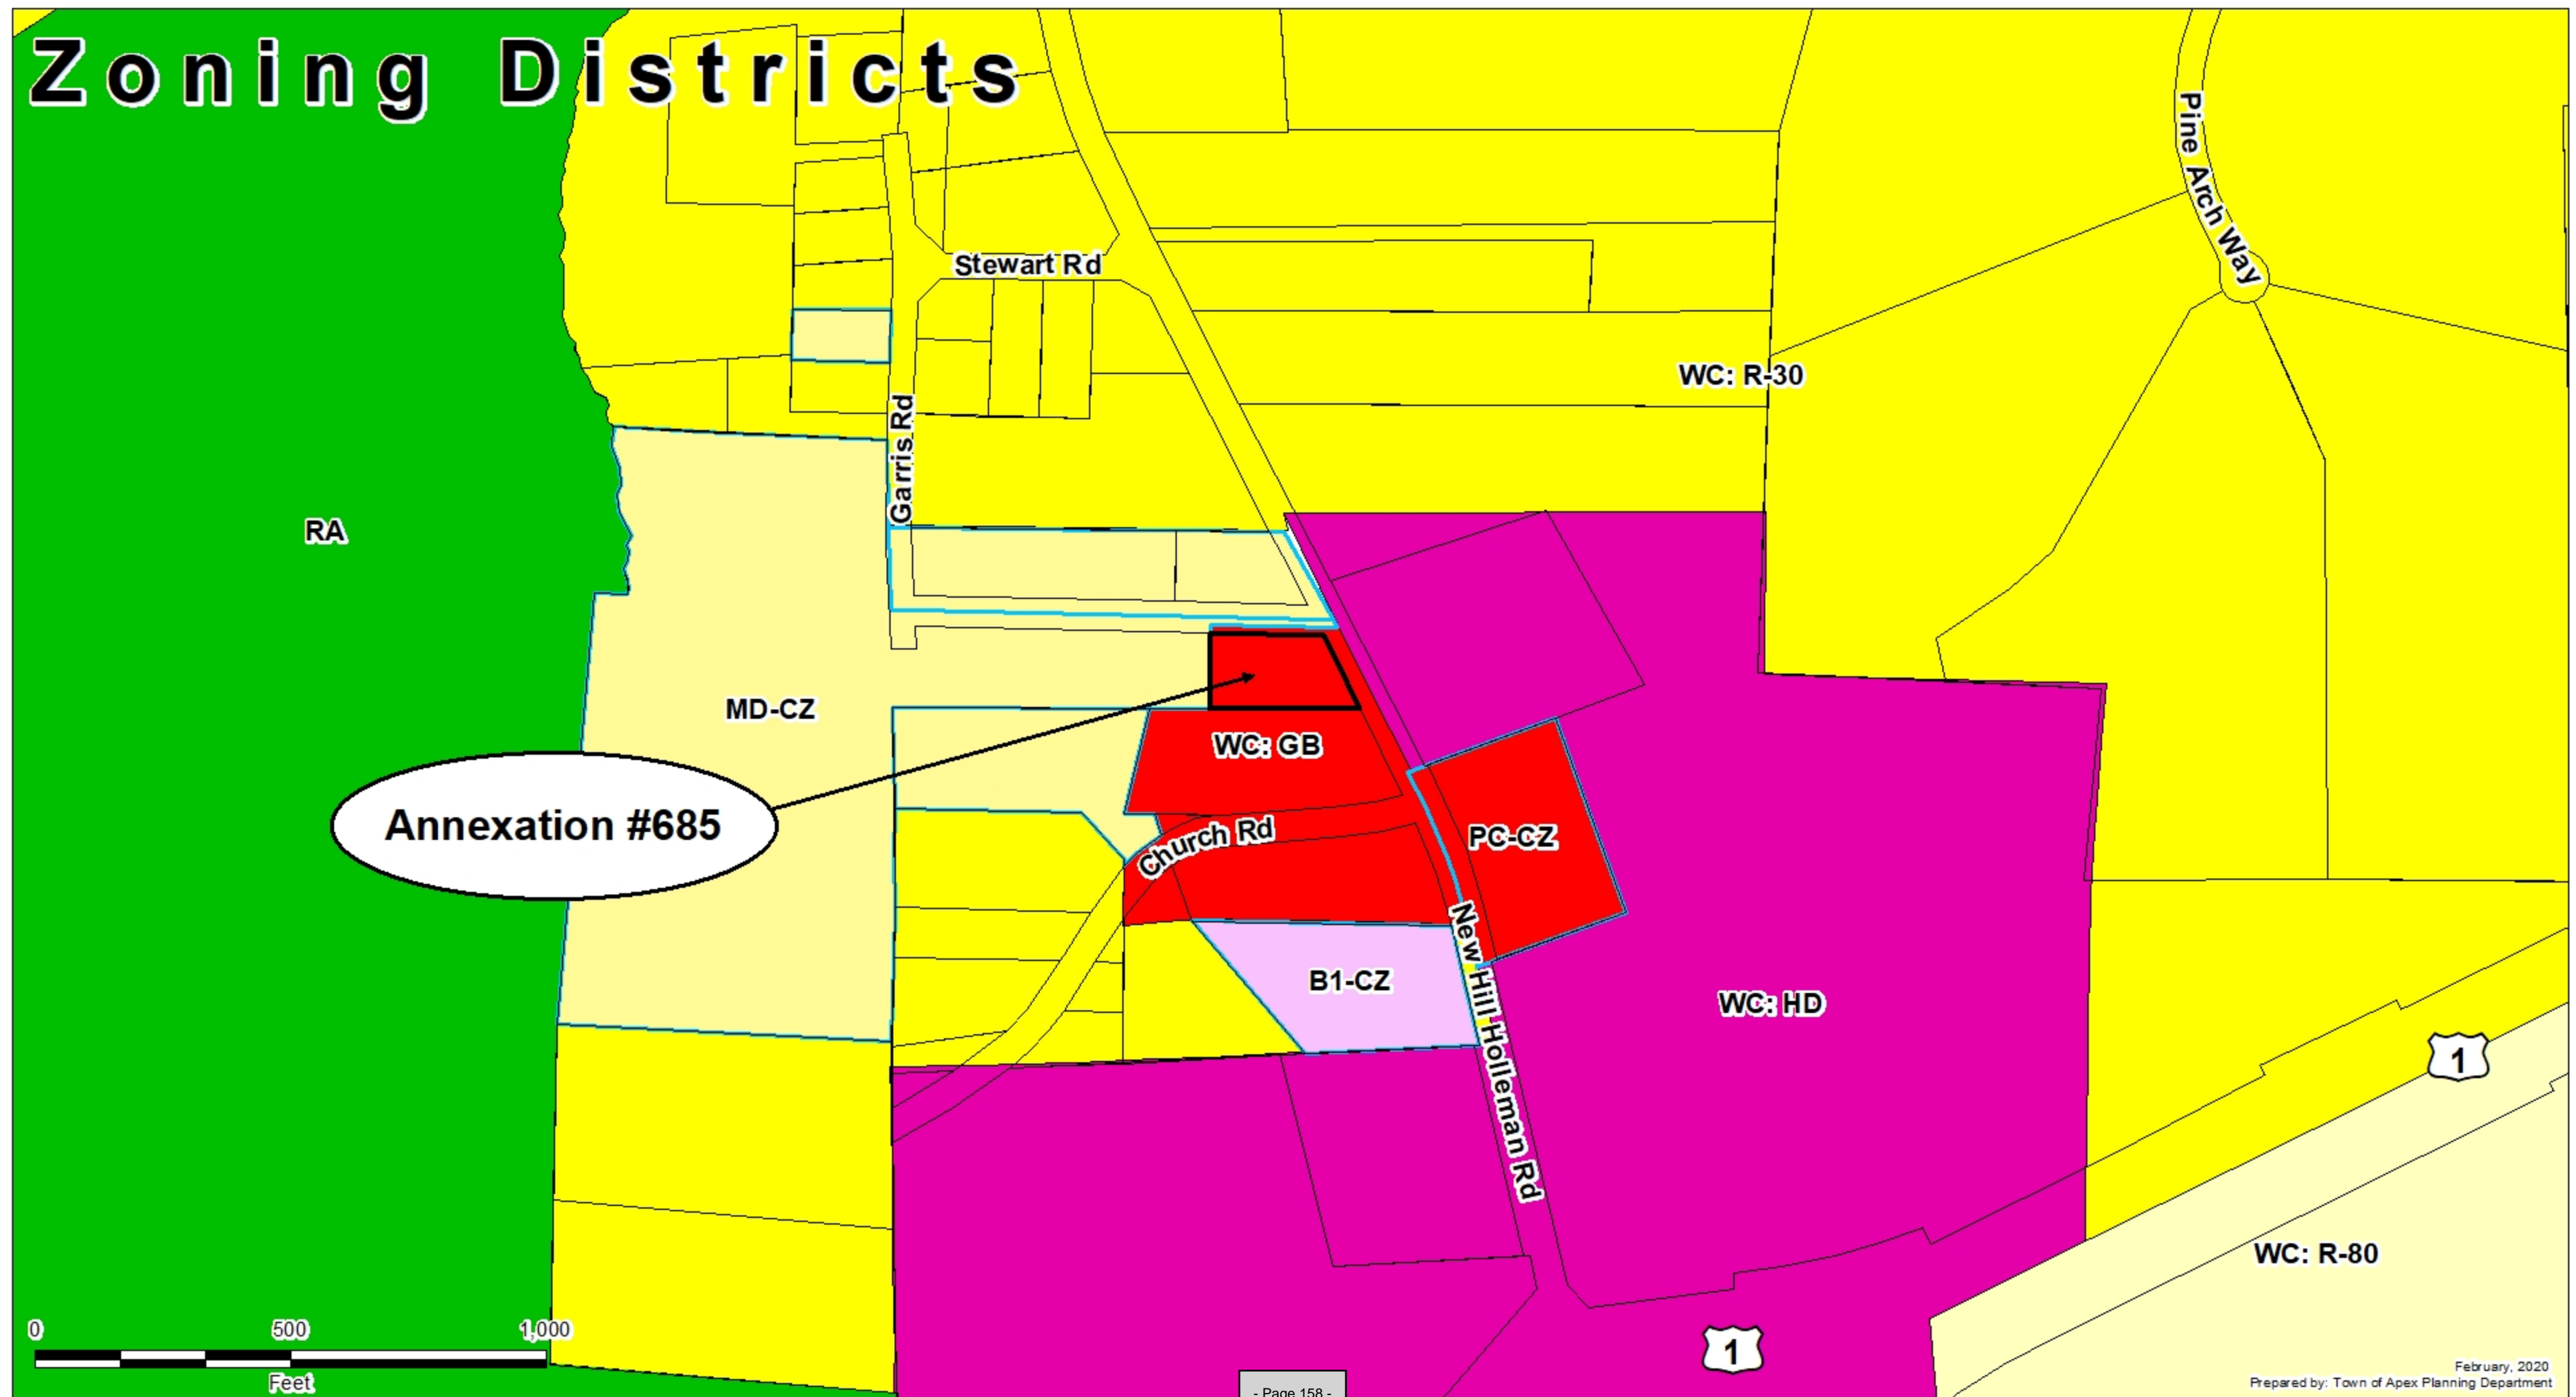 Zoning Districts
Pine Arch Way
Stewart Rd
WC: R-30
Garris Rd
RA
MD-CZ
WC: GB
Annexation #685
Church Rd
PC-CZ
New Hill Holleman Rd
B1-CZ
WC: HD
1
WC: R-80
0 500 1,000
Feet
1
February, 2020
Prepared by: Town of Apex Planning Department
- Page 158 -